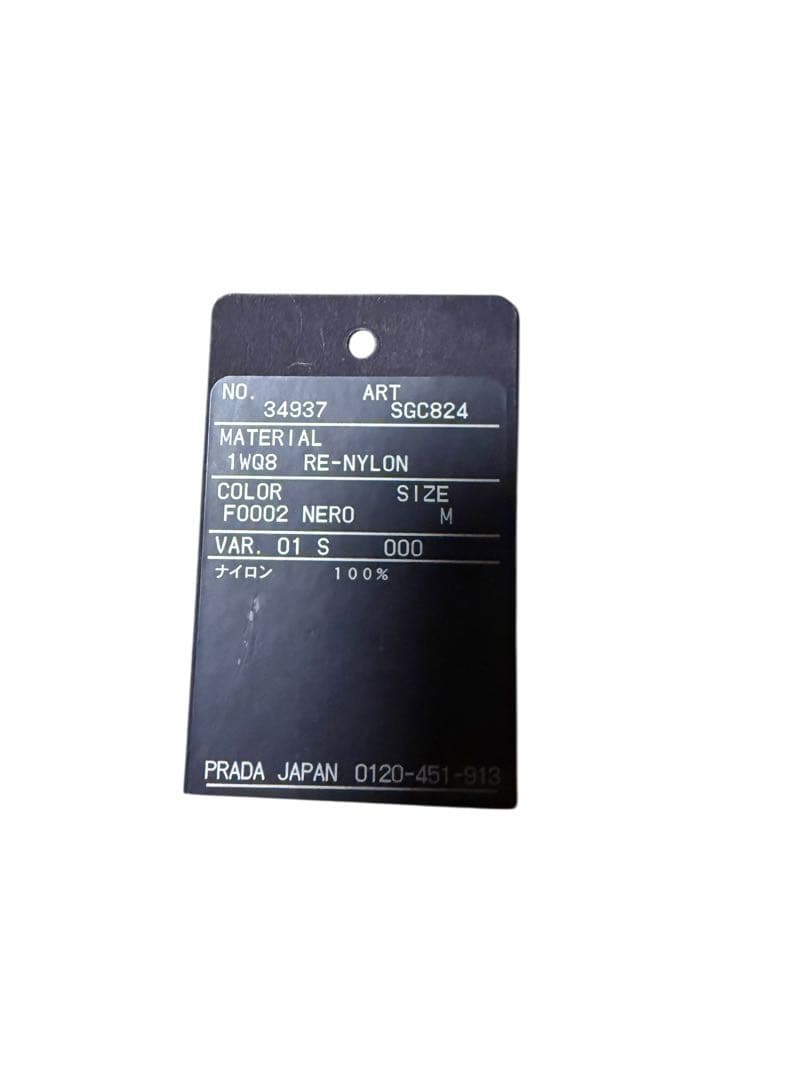 NO. ART
34937 SGC824
MATERIAL
1WQ8 RE-NYLON
COLOR SIZE
F0002 NERO M
VAR. 01 S 000
ナイロン 100%
PRADA JAPAN 0120-451-913